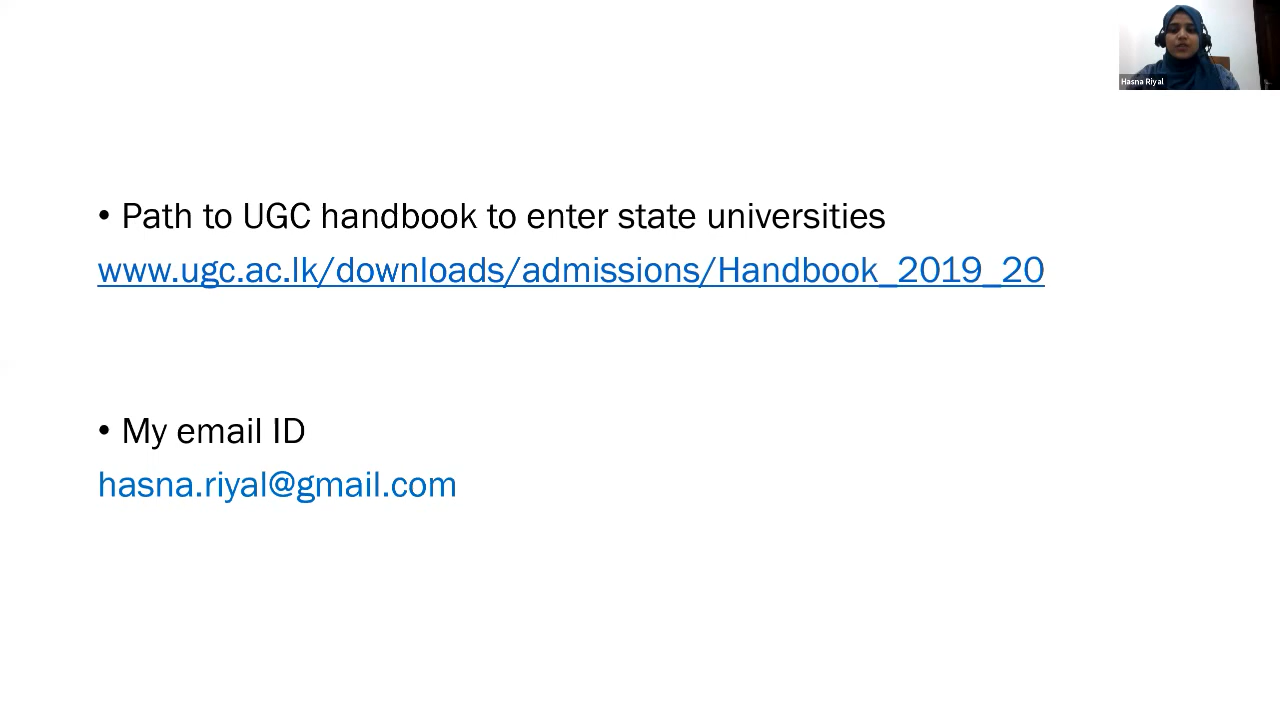 Hasna Riyal
• Path to UGC handbook to enter state universities
www.ugc.ac.lk/downloads/admissions/Handbook_2019_20
• My email ID
hasna.riyal@gmail.com